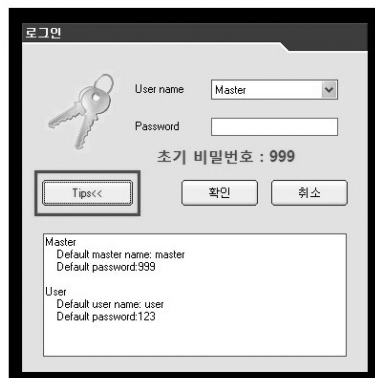 로그인
User name Master
Password
초기 비밀번호 : 999
Tips<< 확인 취소
Master
Default master name: master
Default password:999
User
Default user name: user
Default password:123